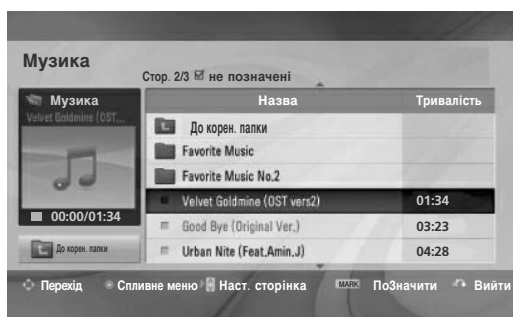 Музика
Стор. 2/3 не позначені
Музика
Velvet Goldmine (OST...
00:00/01:34
До корен. папки
Назва Тривалість
До корен. папки
Favorite Music
Favorite Music No.2
Velvet Goldmine (OST vers2) 01:34
Good Bye (Original Ver.) 03:23
Urban Nite (Feat.Amin.J) 04:28
Перехід Спливне меню Наст. сторінка MARK ПоЗначити Вийти